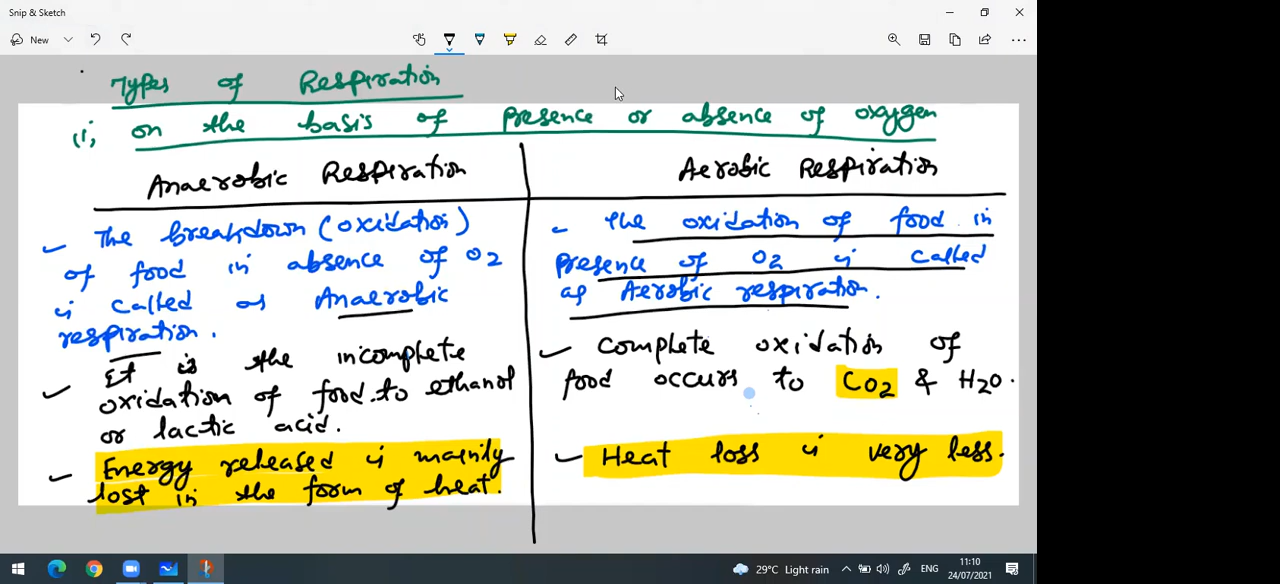 Snip & Sketch
New
Types of Respiration
(i) on the basis of presence or absence of oxygen
Anaerobic Respiration
The breakdown (oxidation)
of food in absence of O2
is called as Anaerobic
respiration.
It is the incomplete
oxidation of food to ethanol
or lactic acid.
Energy released is mainly
lost in the form of heat.
Aerobic Respiration
The oxidation of food in
presence of O2 is called
as Aerobic respiration.
Complete oxidation of
food occurs to CO2 & H2O.
Heat loss is very less.
29°C Light rain
ENG
11:10
24/07/2021